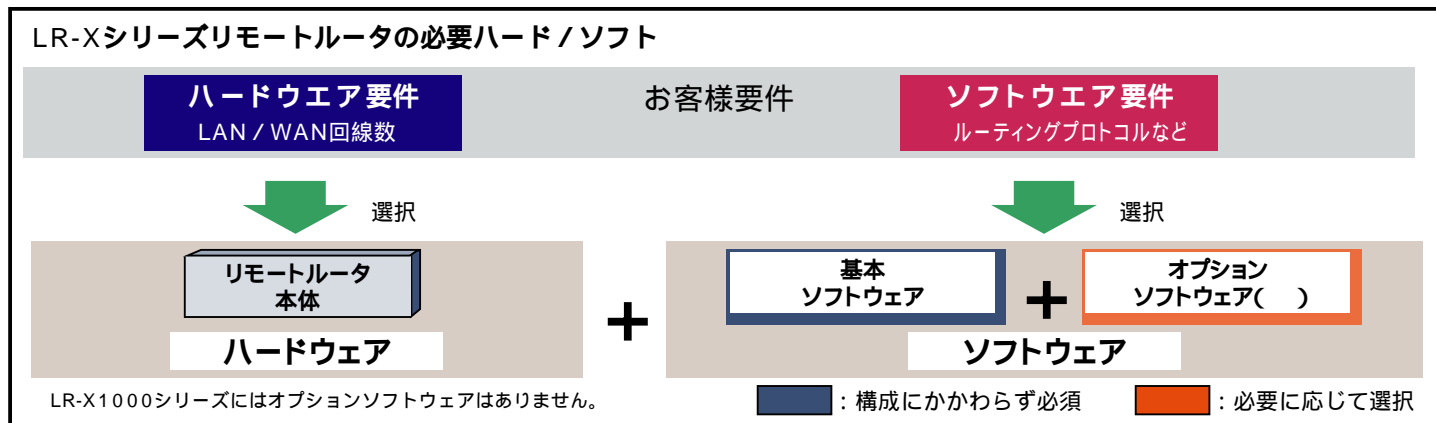 LR-Xシリーズリモートルータの必要ハード/ソフト
ハードウエア要件
LAN/WAN回線数
お客様要件
ソフトウエア要件
ルーティングプロトコルなど
選択
選択
リモートルータ
本体
ハードウェア
+
基本
ソフトウェア
+
オプション
ソフトウェア( )
ソフトウェア
LR-X1000シリーズにはオプションソフトウェアはありません。
:構成にかかわらず必須
:必要に応じて選択